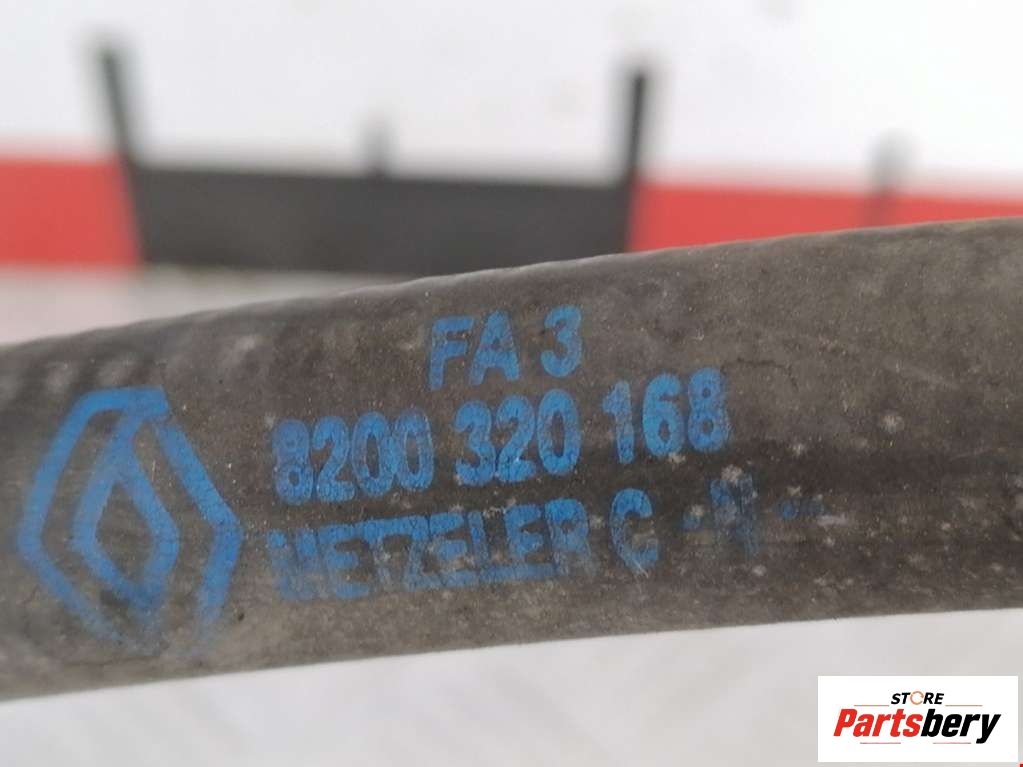 FA 3
8200 320 168
METZELER C
STORE
Partsbery